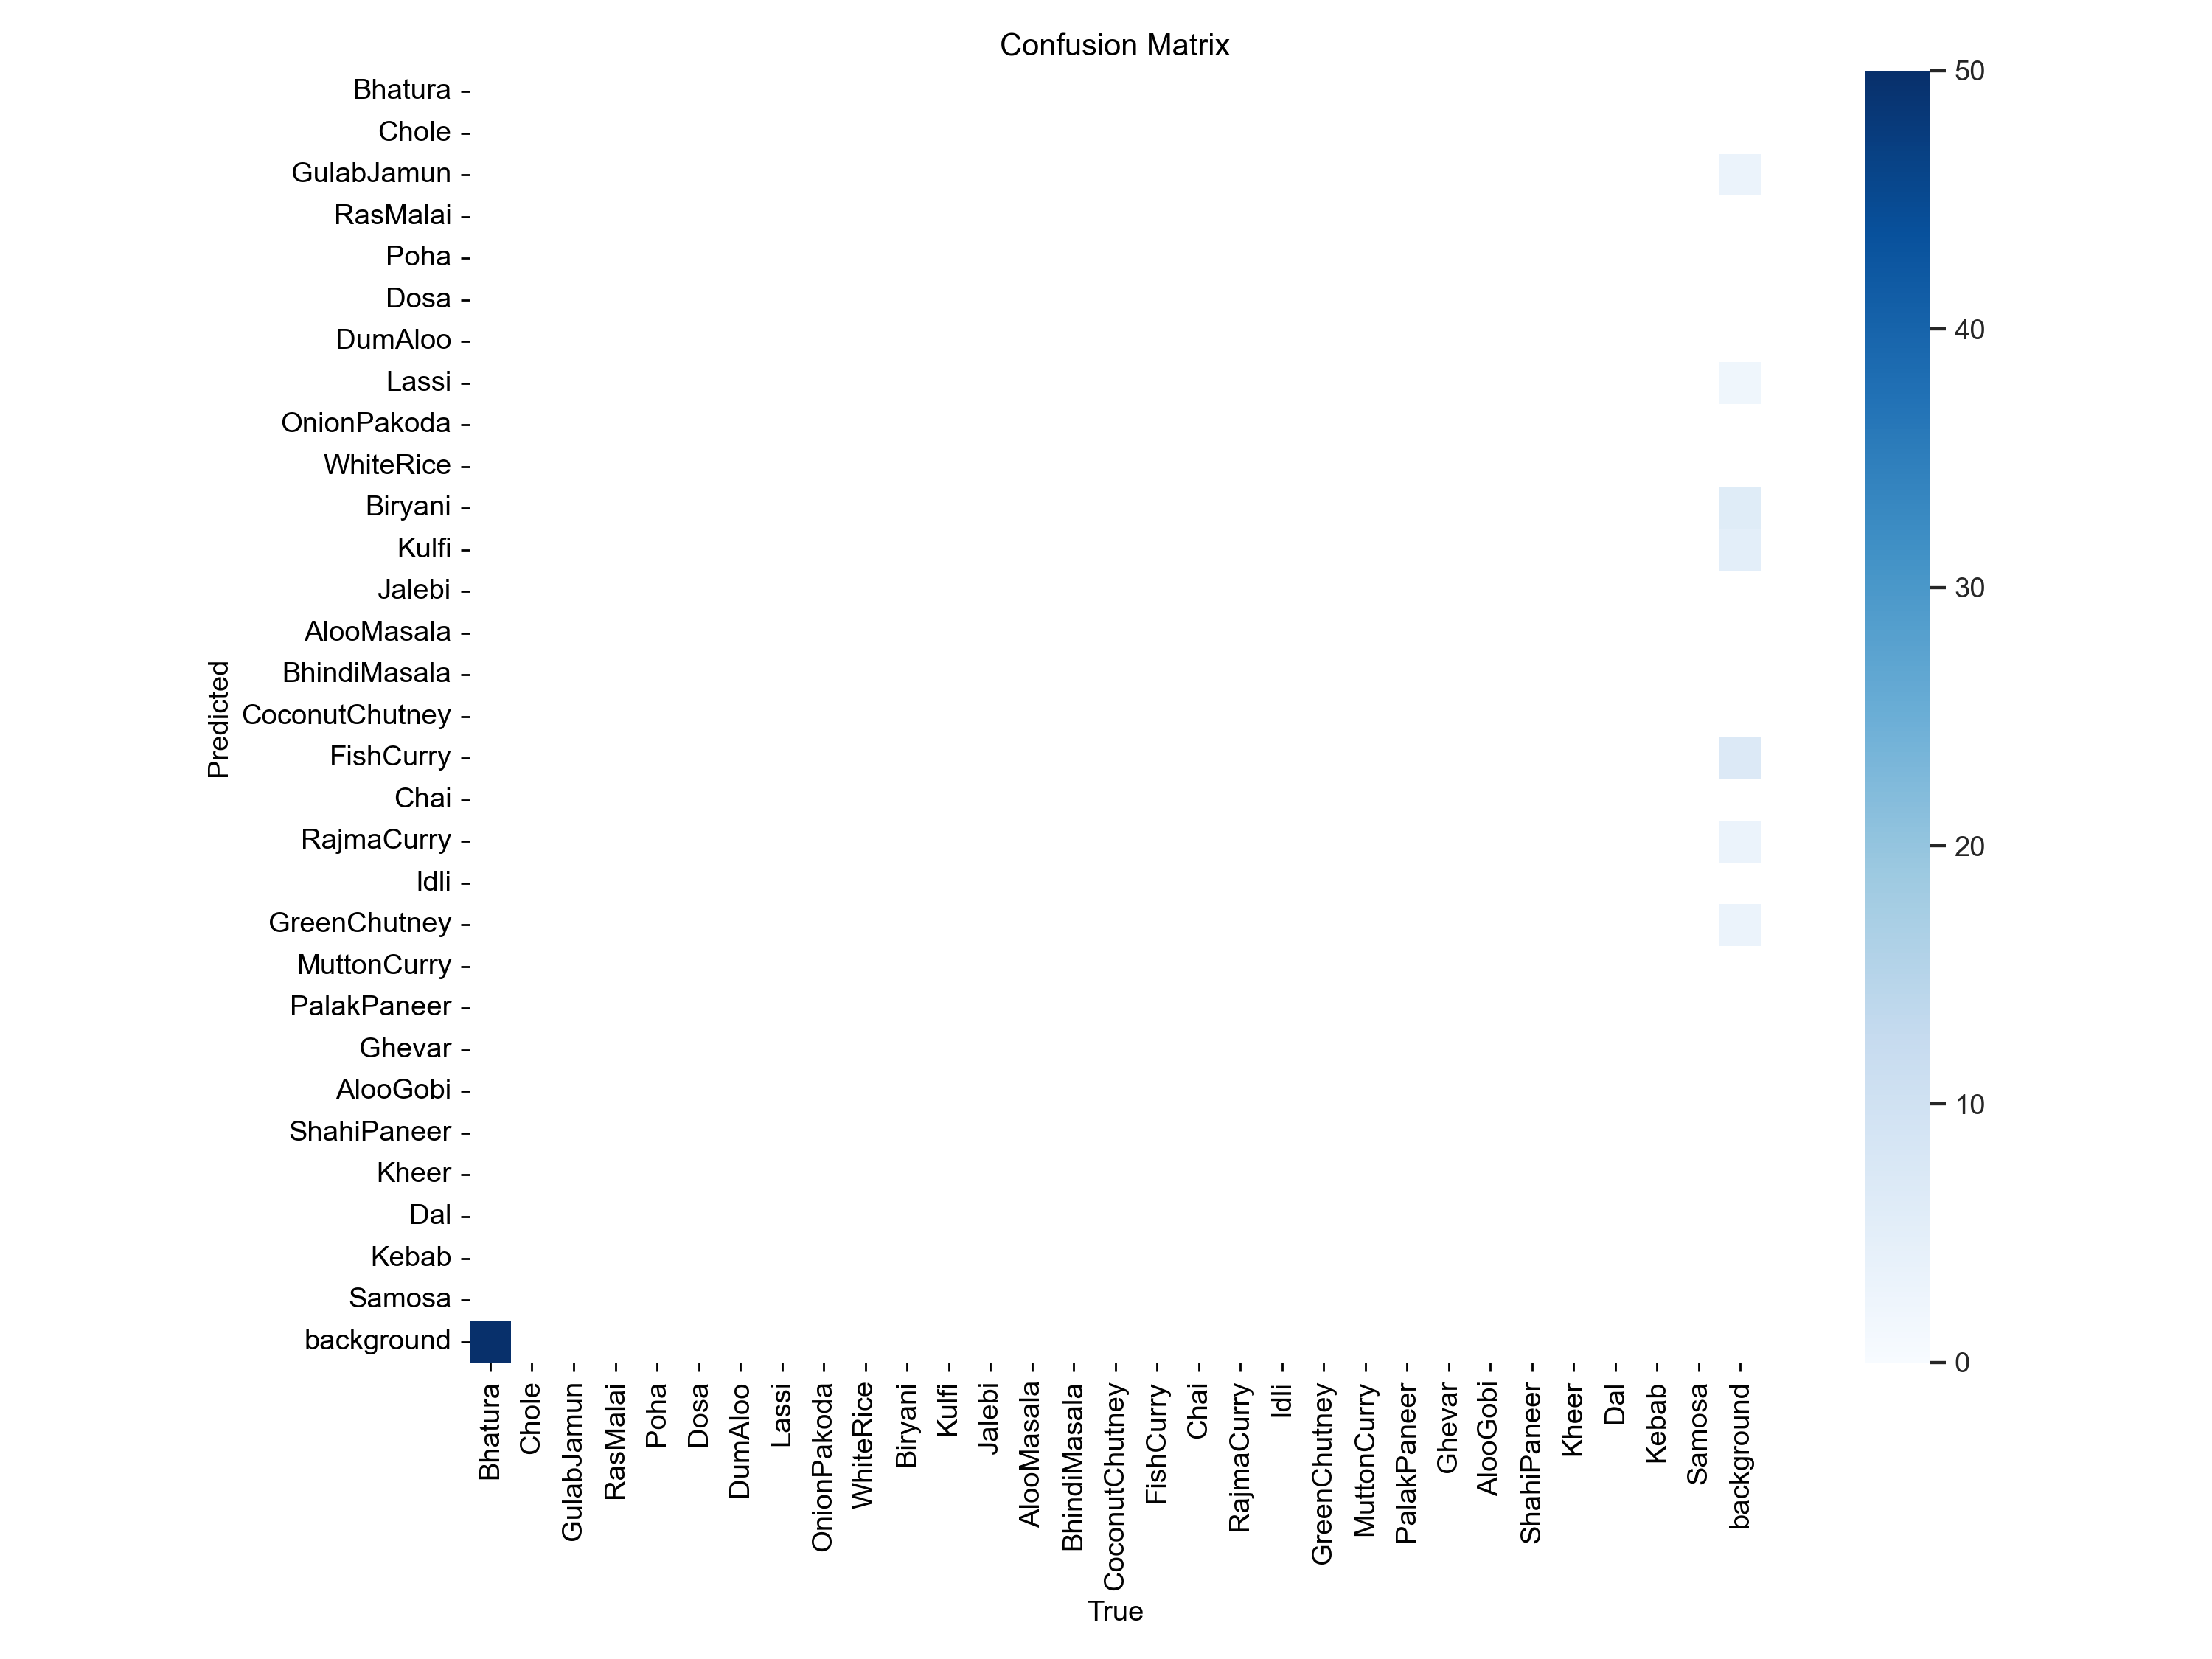 Confusion Matrix
Bhatura
Chole
GulabJamun
RasMalai
Poha
Dosa
DumAloo
Lassi
OnionPakoda
WhiteRice
Biryani
Kulfi
Jalebi
AlooMasala
BhindiMasala
CoconutChutney
FishCurry
Chai
RajmaCurry
Idli
GreenChutney
MuttonCurry
PalakPaneer
Ghevar
AlooGobi
ShahiPaneer
Kheer
Dal
Kebab
Samosa
background
Predicted
Bhatura
Chole
GulabJamun
RasMalai
Poha
Dosa
DumAloo
Lassi
OnionPakoda
WhiteRice
Biryani
Kulfi
Jalebi
AlooMasala
BhindiMasala
CoconutChutney
FishCurry
Chai
RajmaCurry
Idli
GreenChutney
MuttonCurry
PalakPaneer
Ghevar
AlooGobi
ShahiPaneer
Kheer
Dal
Kebab
Samosa
background
True
50
40
30
20
10
0